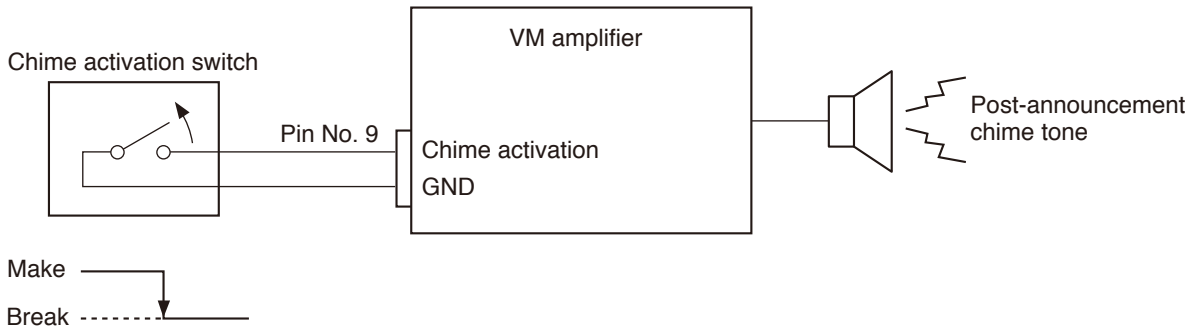 VM amplifier
Chime activation switch
Pin No. 9
Chime activation
GND
Post-announcement
chime tone
Make
Break